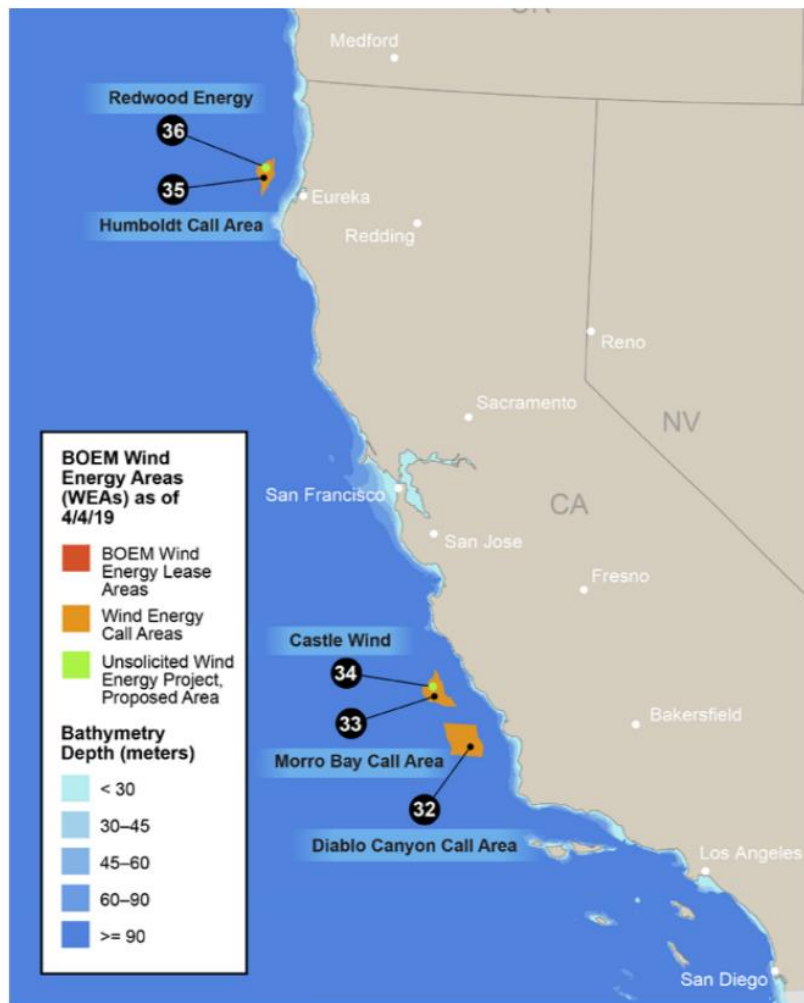 OR
Medford
Redwood Energy
36
35
Eureka
Humboldt Call Area
Redding
Reno
Sacramento
NV
BOEM Wind
Energy Areas
(WEAs) as of
4/4/19
BOEM Wind
Energy Lease
Areas
Wind Energy
Call Areas
Unsolicited Wind
Energy Project,
Proposed Area
Bathymetry
Depth (meters)
< 30
30–45
45–60
60–90
>= 90
San Francisco
CA
San Jose
Fresno
Castle Wind
34
33
Bakersfield
Morro Bay Call Area
32
Diablo Canyon Call Area
Los Angeles
San Diego